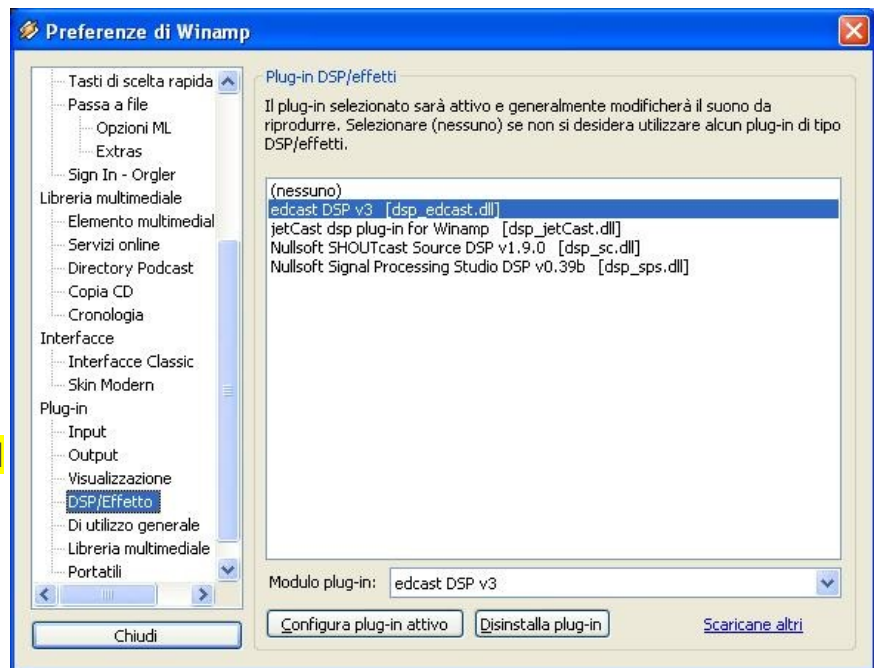 Preferenze di Winamp
Tasti di scelta rapida
Passa a file
Opzioni ML
Extras
Sign In - Orgler
Libreria multimediale
Elemento multimedial
Servizi online
Directory Podcast
Copia CD
Cronologia
Interfacce
Interfacce Classic
Skin Modern
Plug-in
Input
Output
Visualizzazione
DSP/Effetto
Di utilizzo generale
Libreria multimediale
Portatili
Chiudi
Plug-in DSP/effetti
Il plug-in selezionato sarà attivo e generalmente modificherà il suono da
riprodurre. Selezionare (nessuno) se non si desidera utilizzare alcun plug-in di tipo
DSP/effetti.
(nessuno)
edcast DSP v3 [dsp_edcast.dll]
jetCast dsp plug-in for Winamp [dsp_jetCast.dll]
Nullsoft SHOUTcast Source DSP v1.9.0 [dsp_sc.dll]
Nullsoft Signal Processing Studio DSP v0.39b [dsp_sps.dll]
Modulo plug-in: edcast DSP v3
Configura plug-in attivo Disinstalla plug-in Scaricane altri